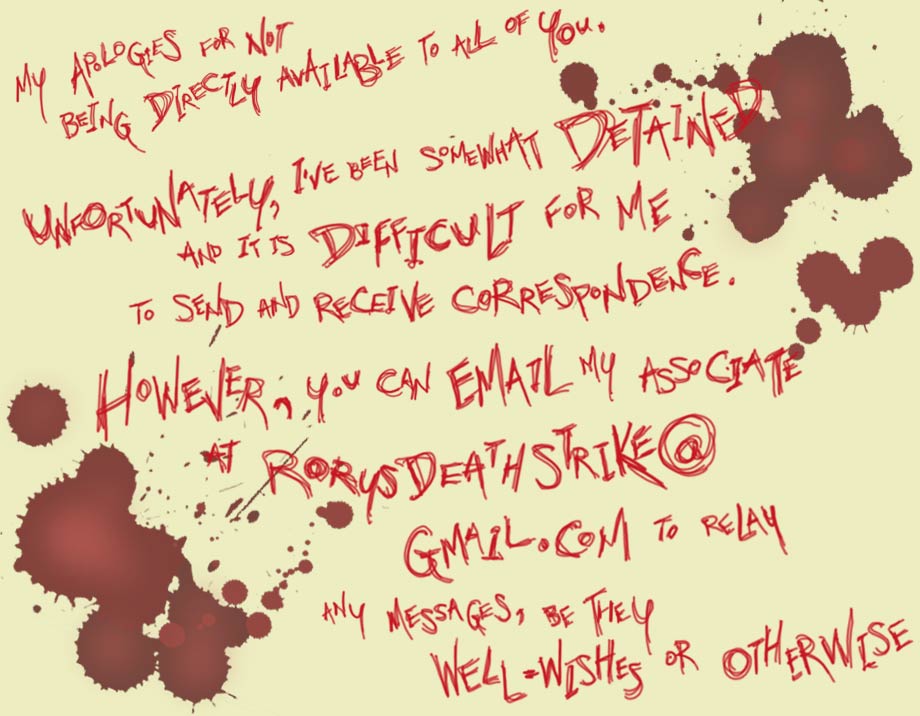 My APOLOGIES FOR NOT
BEING DIRECTLY AVAILABLE TO ALL OF YOU.
UNFORTUNATELY, I'VE BEEN SOMEWHAT DETAINED
AND IT IS DIFFICULT FOR ME
TO SEND AND RECEIVE CORRESPONDENCE.
HOWEVER, you CAN EMAIL MY ASSOCIATE
AT RORYSDEATHSTRIKE@
GMAIL.COM TO RELAY
ANY MESSAGES, BE THEY
WELL-WISHES OR OTHERWISE